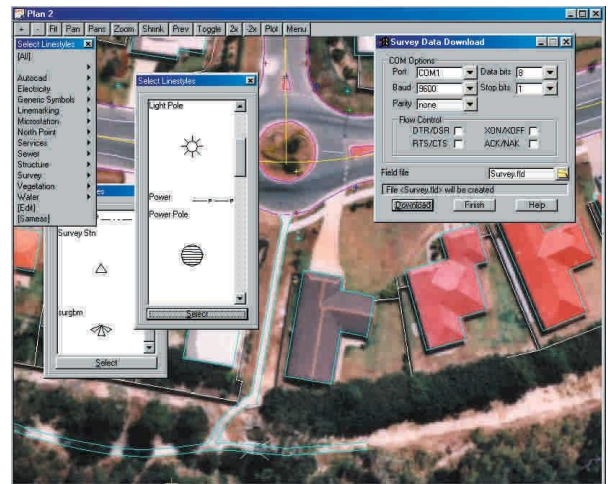 Plan 2
+ - Fit Pan Pans Zoom Shrink Prev Toggle 2x -2x Plot Menu
Select Linestyles
[All]
Autocad
Electricity
Generic Symbols
Linemarking
Microstation
North Point
Services
Sewer
Structure
Survey
Vegetation
Water
[Edit]
[Sameas]
Survey Stn
surgbm
Select
Select Linestyles
Light Pole
Power
Power Pole
Select
Survey Data Download
COM Options
Port COM1 Data bits 8
Baud 9600 Stop bits 1
Parity none
Flow Control
DTR/DSR XON/XOFF
RTS/CTS ACK/NAK
Field file Survey.fld
File <Survey.fld> will be created
Download Finish Help